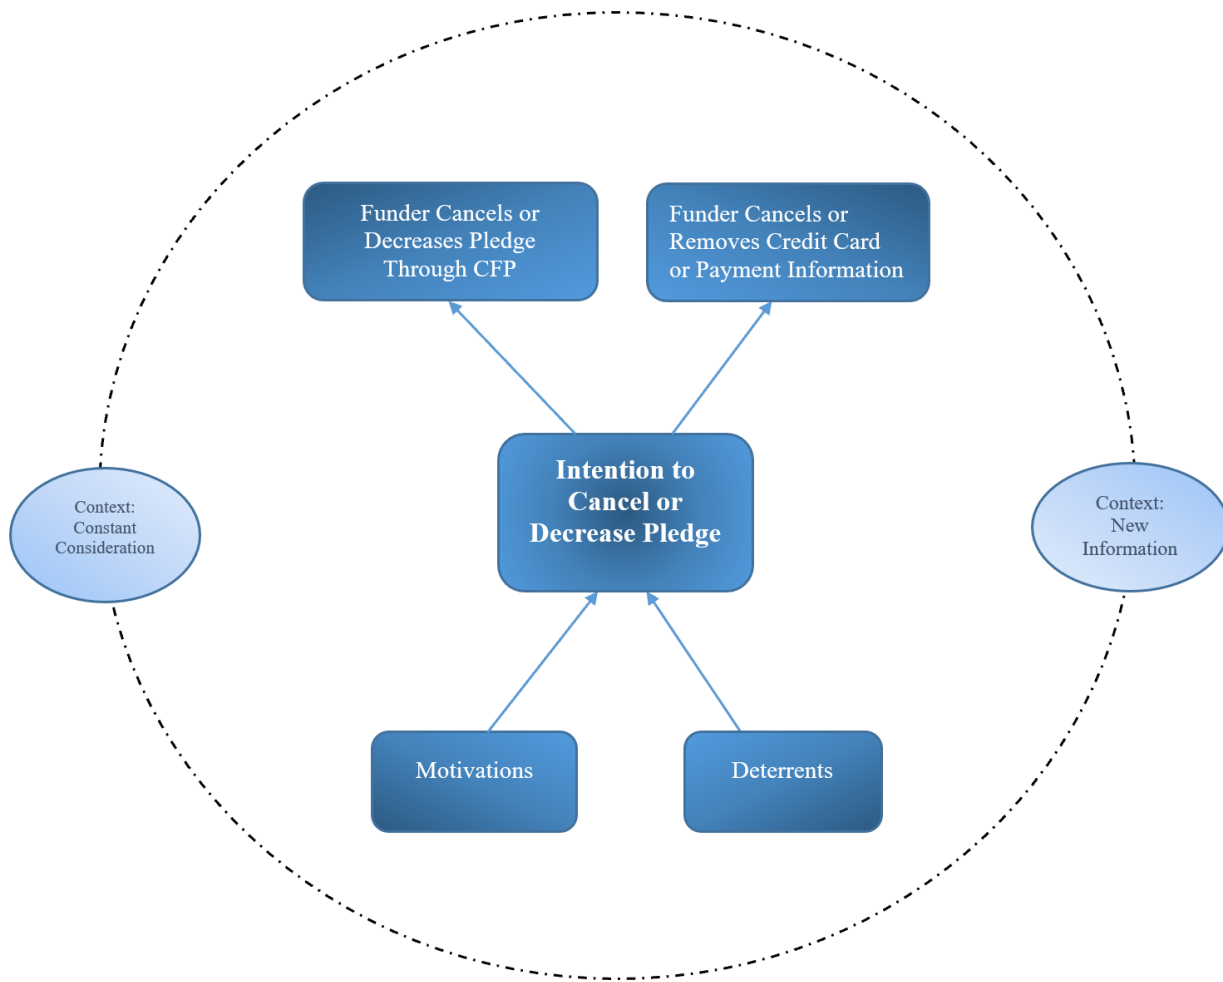 Funder Cancels or
Decreases Pledge
Through CFP
Funder Cancels or
Removes Credit Card
or Payment Information
Intention to
Cancel or
Decrease Pledge
Context:
Constant
Consideration
Context:
New
Information
Motivations
Deterrents